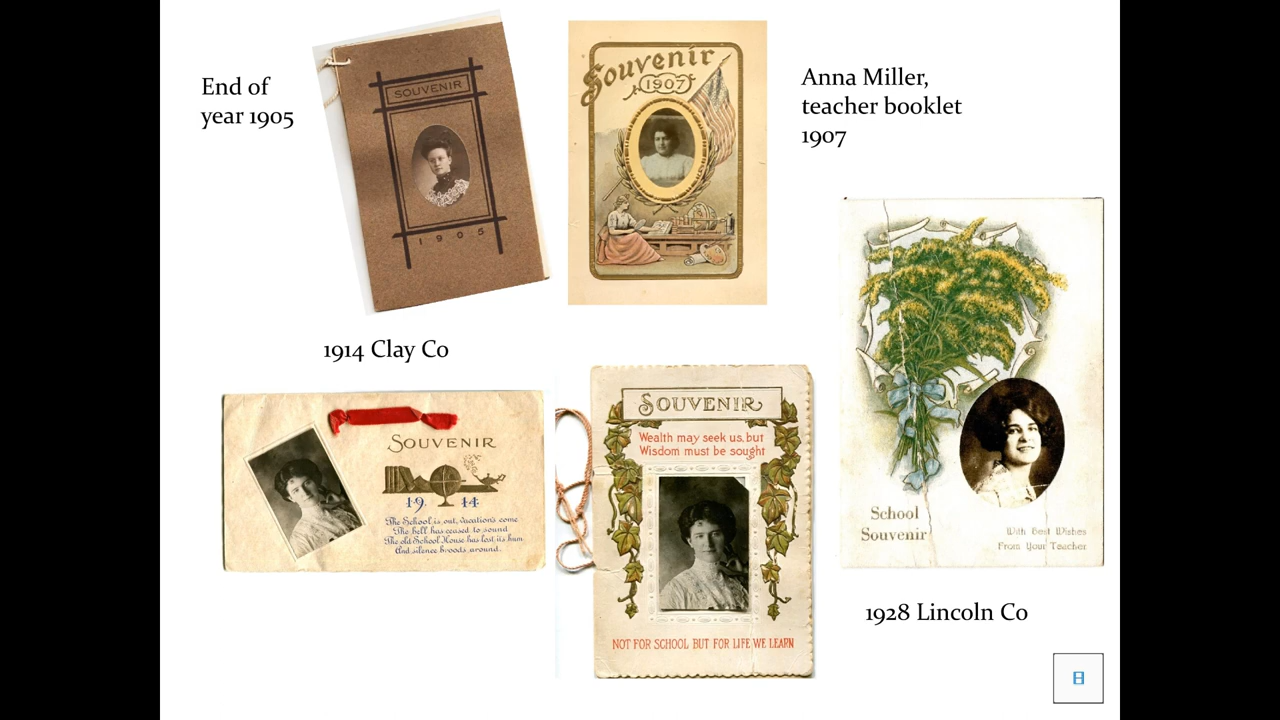 End of
year 1905
SOUVENIR
1905
Souvenir
1907
Anna Miller,
teacher booklet
1907
1914 Clay Co
SOUVENIR
19 14
The School is out, vacation's come
The bell has ceased to sound
The old School House has lost its hum
And silence broods around.
SOUVENIR
Wealth may seek us, but
Wisdom must be sought
NOT FOR SCHOOL BUT FOR LIFE WE LEARN
School
Souvenir
With Best Wishes
From Your Teacher
1928 Lincoln Co